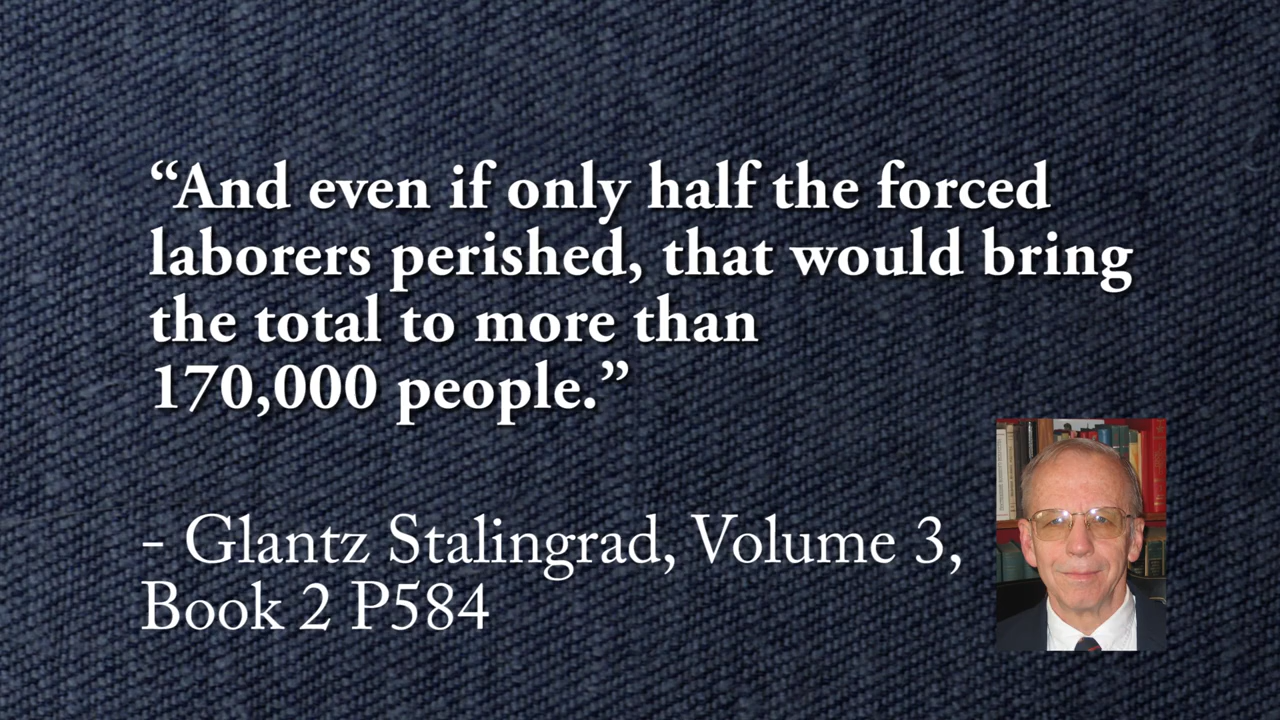 “And even if only half the forced
laborers perished, that would bring
the total to more than
170,000 people.”
- Glantz Stalingrad, Volume 3,
Book 2 P584